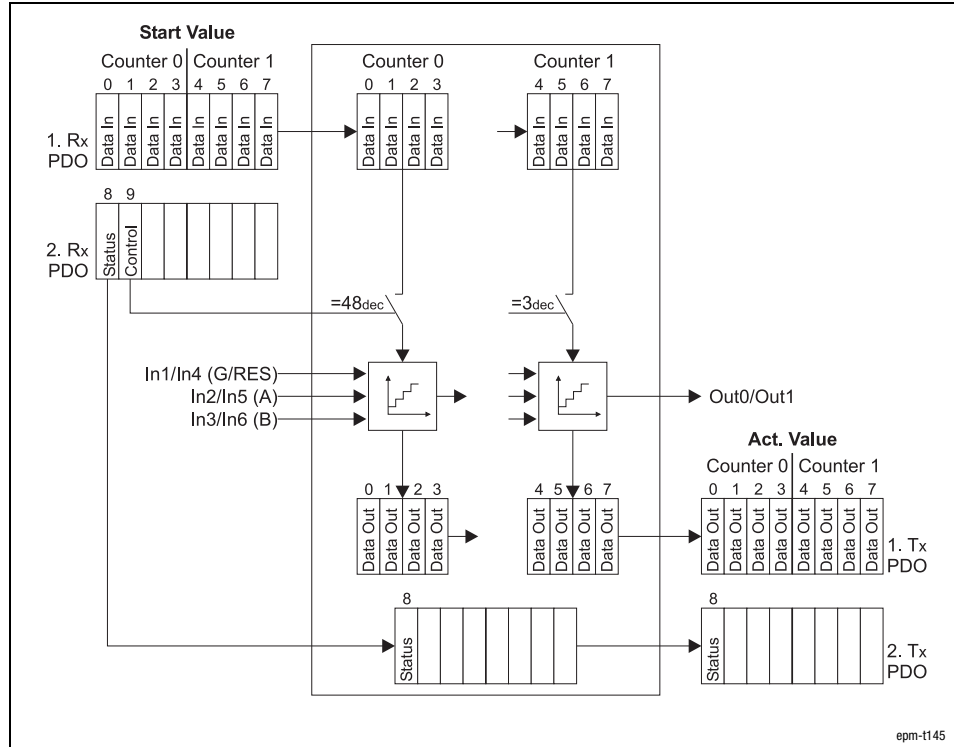 Start Value
Counter 0 Counter 1
0 1 2 3 4 5 6 7
Data In Data In Data In Data In Data In Data In Data In Data In
1. Rx
PDO
8 9
Status Control
2. Rx
PDO
Counter 0
0 1 2 3
Data In Data In Data In Data In
Counter 1
4 5 6 7
Data In Data In Data In Data In
=48dec
=3dec
In1/In4 (G/RES)
In2/In5 (A)
In3/In6 (B)
Out0/Out1
0 1 2 3
Data Out Data Out Data Out Data Out
4 5 6 7
Data Out Data Out Data Out Data Out
Act. Value
Counter 0 Counter 1
0 1 2 3 4 5 6 7
Data Out Data Out Data Out Data Out Data Out Data Out Data Out Data Out
1. Tx
PDO
8
Status
8
Status
2. Tx
PDO
epm-t145